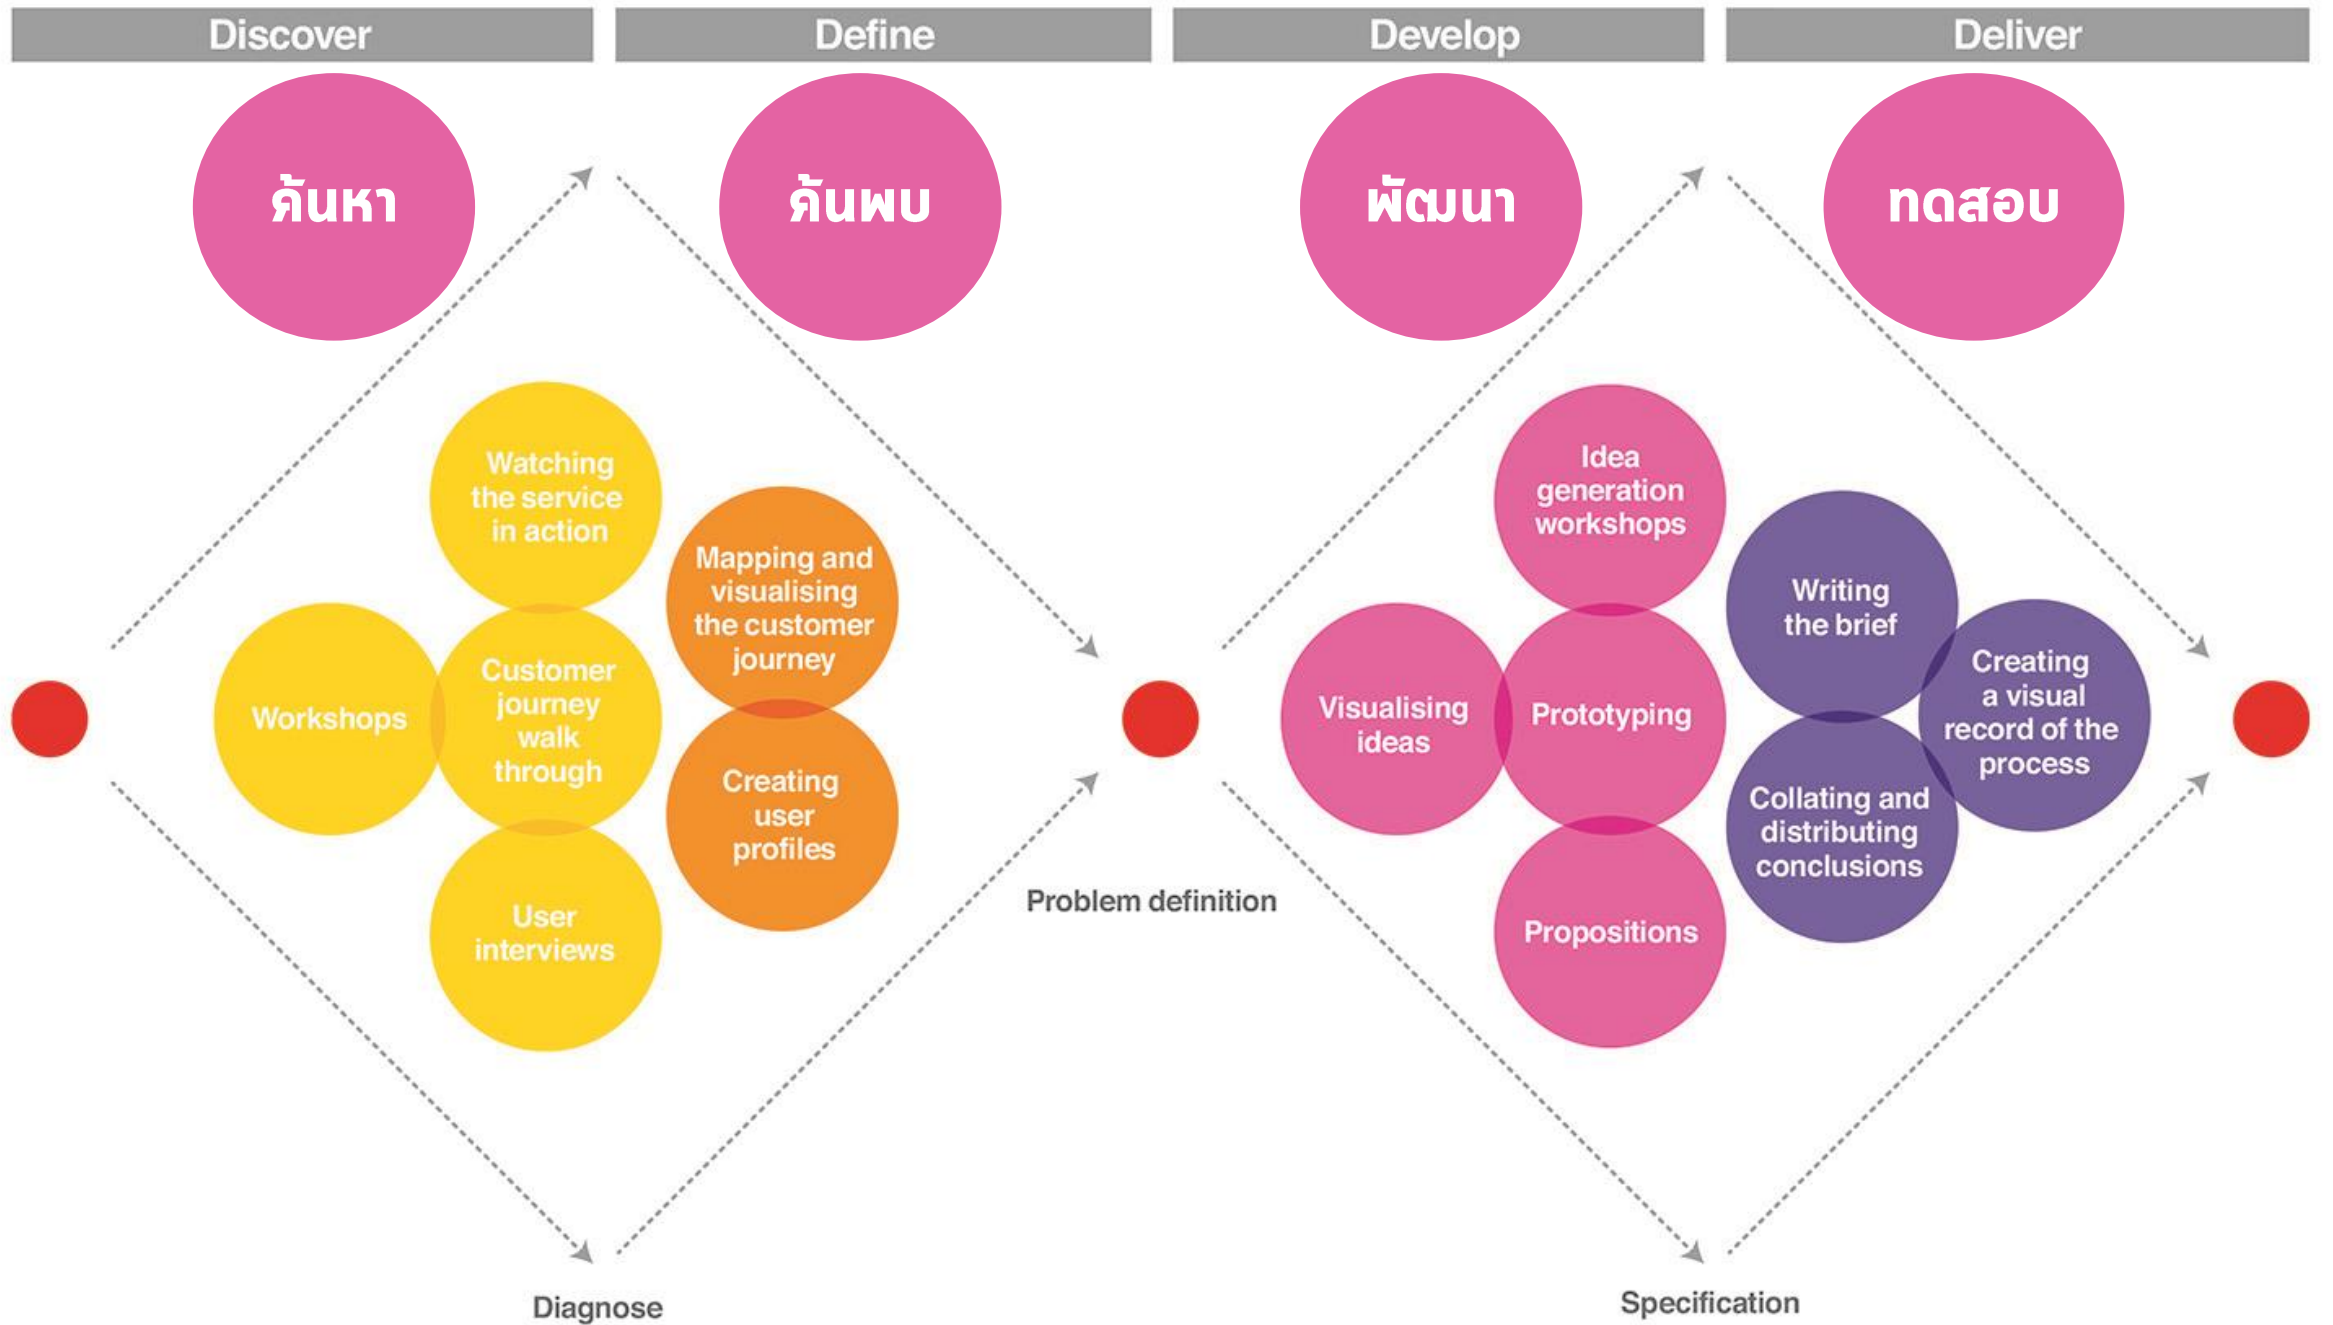 Discover
Define
Develop
Deliver
ค้นหา
ค้นพบ
พัฒนา
ทดสอบ
Watching
the service
in action
Workshops
Customer
journey
walk
through
User
interviews
Mapping and
visualising
the customer
journey
Creating
user
profiles
Problem definition
Diagnose
Idea
generation
workshops
Visualising
ideas
Prototyping
Propositions
Writing
the brief
Creating
a visual
record of the
process
Collating and
distributing
conclusions
Specification